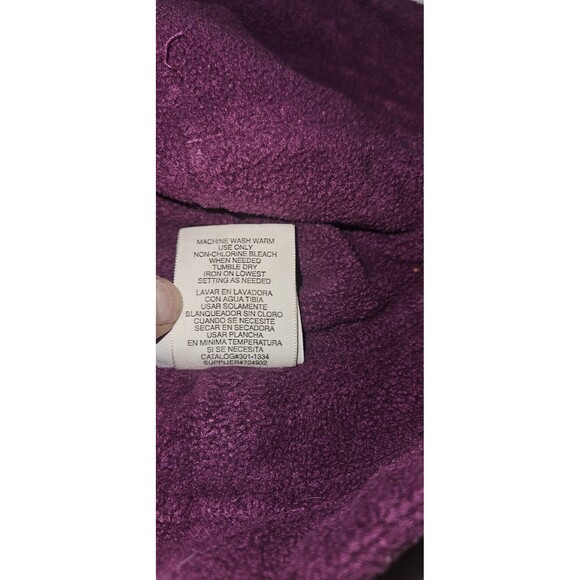 MACHINE WASH WARM
USE ONLY
NON-CHLORINE BLEACH
WHEN NEEDED
TUMBLE DRY
IRON ON LOWEST
SETTING AS NEEDED
LAVAR EN LAVADORA
CON AGUA TIBIA
USAR SOLAMENTE
BLANQUEADOR SIN CLORO
CUANDO SE NECESITE
SECAR EN SECADORA
USAR PLANCHA
EN MINIMA TEMPERATURA
SI SE NECESITA
CATALOG#301-1334
SUPPLIER#704932